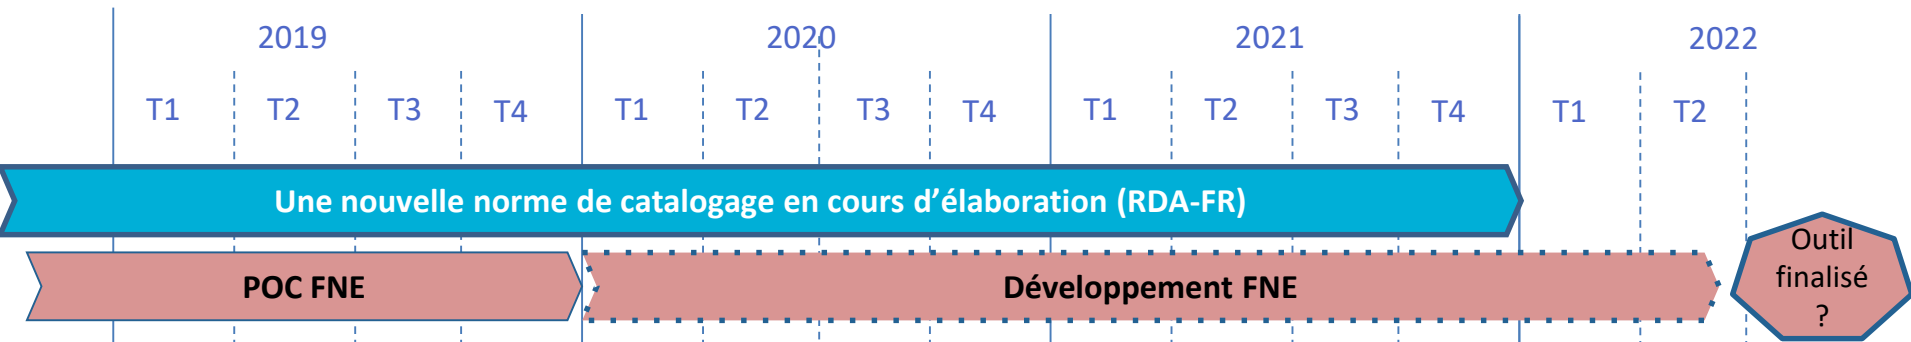 2019 2020 2021 2022
T1 T2 T3 T4 T1 T2 T3 T4 T1 T2 T3 T4 T1 T2
Une nouvelle norme de catalogage en cours d’élaboration (RDA-FR)
POC FNE
Développement FNE
Outil
finalisé
?